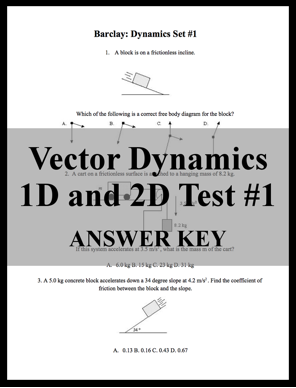 Barclay: Dynamics Set #1
1. A block is on a frictionless incline.
Which of the following is a correct free body diagram for the block?
A. B. C. D.
Vector Dynamics
2. A cart on a frictionless surface is attached to a hanging mass of 8.2 kg.
1D and 2D Test #1
8.2 kg
ANSWER KEY
If this system accelerates at 3.5 m/s², what is the mass of the cart?
A. 6.0 kg B. 15 kg C. 23 kg D. 31 kg
3. A 5.0 kg concrete block accelerates down a 34 degree slope at 4.2 m/s². Find the coefficient of
friction between the block and the slope.
34 °
A. 0.13 B. 0.16 C. 0.43 D. 0.67